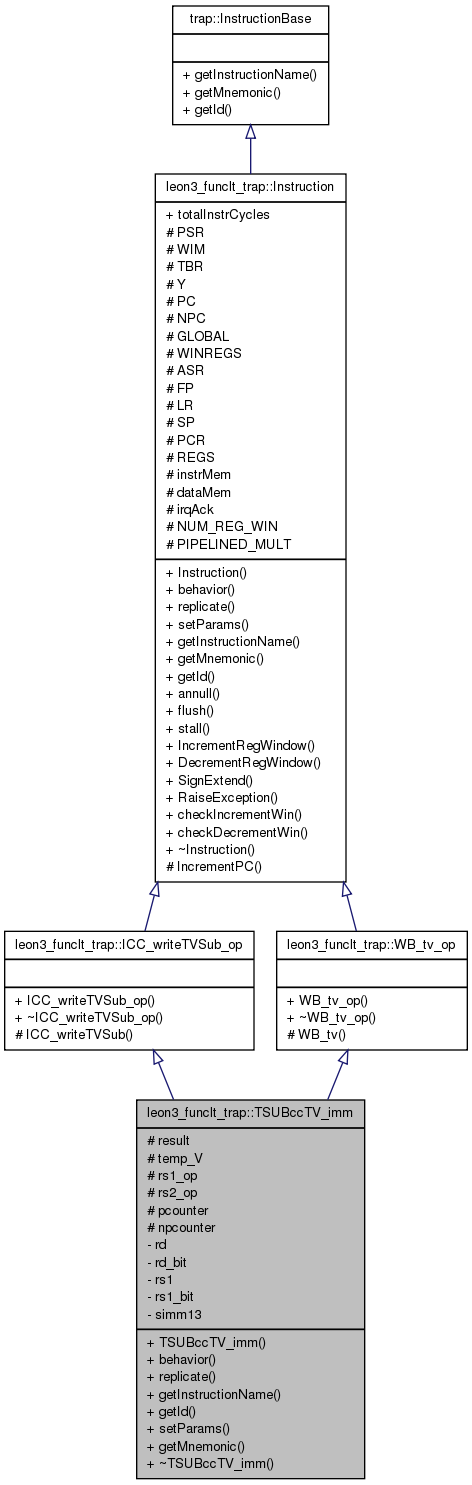 trap::InstructionBase
+ getInstructionName()
+ getMnemonic()
+ getId()
leon3_funclt_trap::Instruction
+ totalInstrCycles
# PSR
# WIM
# TBR
# Y
# PC
# NPC
# GLOBAL
# WINREGS
# ASR
# FP
# LR
# SP
# PCR
# REGS
# instrMem
# dataMem
# irqAck
# NUM_REG_WIN
# PIPELINED_MULT
+ Instruction()
+ behavior()
+ replicate()
+ setParams()
+ getInstructionName()
+ getMnemonic()
+ getId()
+ annull()
+ flush()
+ stall()
+ IncrementRegWindow()
+ DecrementRegWindow()
+ SignExtend()
+ RaiseException()
+ checkIncrementWin()
+ checkDecrementWin()
+ ~Instruction()
# IncrementPC()
leon3_funclt_trap::ICC_writeTVSub_op
+ ICC_writeTVSub_op()
+ ~ICC_writeTVSub_op()
# ICC_writeTVSub()
leon3_funclt_trap::WB_tv_op
+ WB_tv_op()
+ ~WB_tv_op()
# WB_tv()
leon3_funclt_trap::TSUBccTV_imm
# result
# temp_V
# rs1_op
# rs2_op
# pcounter
# npcounter
- rd
- rd_bit
- rs1
- rs1_bit
- simm13
+ TSUBccTV_imm()
+ behavior()
+ replicate()
+ getInstructionName()
+ getId()
+ setParams()
+ getMnemonic()
+ ~TSUBccTV_imm()